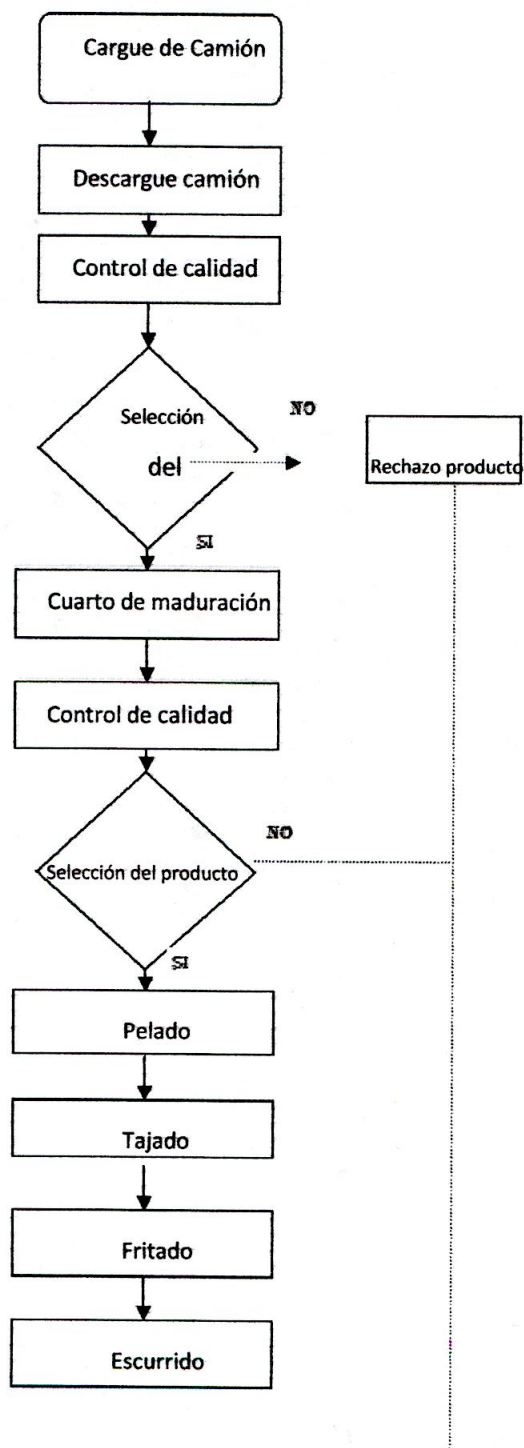 Cargue de Camión
Descargue camión
Control de calidad
Selección
del
NO
Rechazo producto
SI
Cuarto de maduración
Control de calidad
Selección del producto
NO
SI
Pelado
Tajado
Fritado
Escurrido